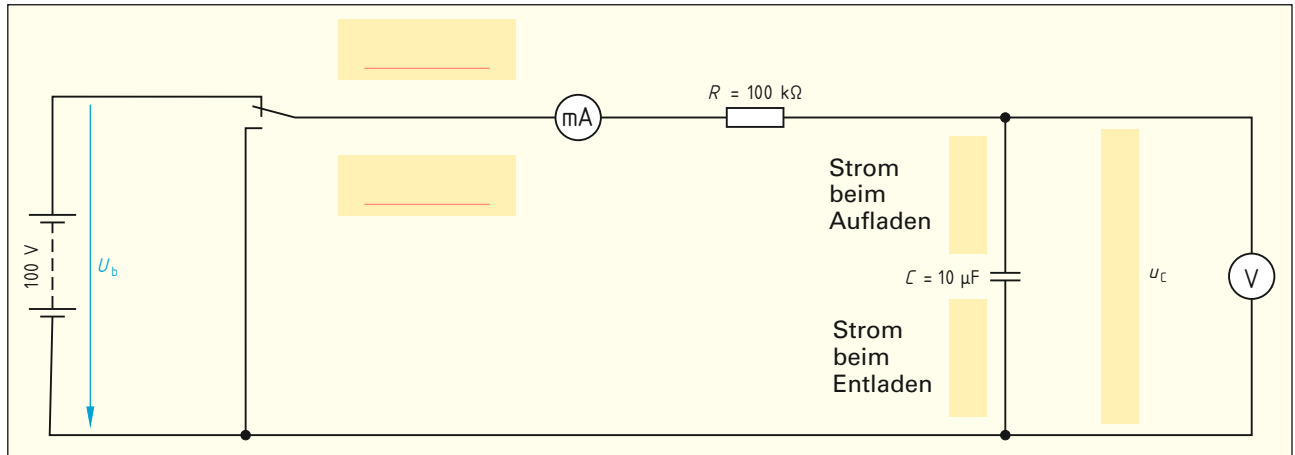 mA
R = 100 kΩ
Strom
beim
Aufladen
100 V
U_b
C = 10 µF
u_C
V
Strom
beim
Entladen